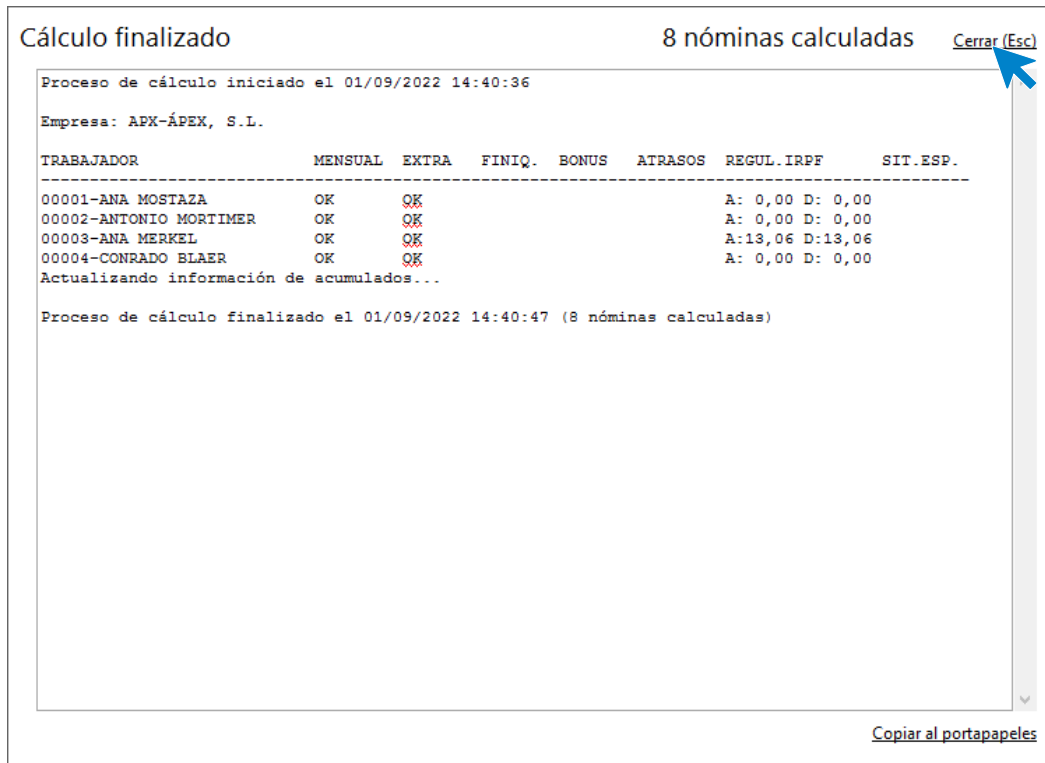 Cálculo finalizado 8 nóminas calculadas Cerrar (Esc)
Proceso de cálculo iniciado el 01/09/2022 14:40:36
Empresa: APX-ÁPEX, S.L.
TRABAJADOR MENSUAL EXTRA FINIQ. BONUS ATRASOS REGUL.IRPF SIT.ESP.
-----------------------------------------------------------------------------------------------
00001-ANA MOSTAZA OK OK A: 0,00 D: 0,00
00002-ANTONIO MORTIMER OK OK A: 0,00 D: 0,00
00003-ANA MERKEL OK OK A:13,06 D:13,06
00004-CONRADO BLAER OK OK A: 0,00 D: 0,00
Actualizando información de acumulados...
Proceso de cálculo finalizado el 01/09/2022 14:40:47 (8 nóminas calculadas)
Copiar al portapapeles